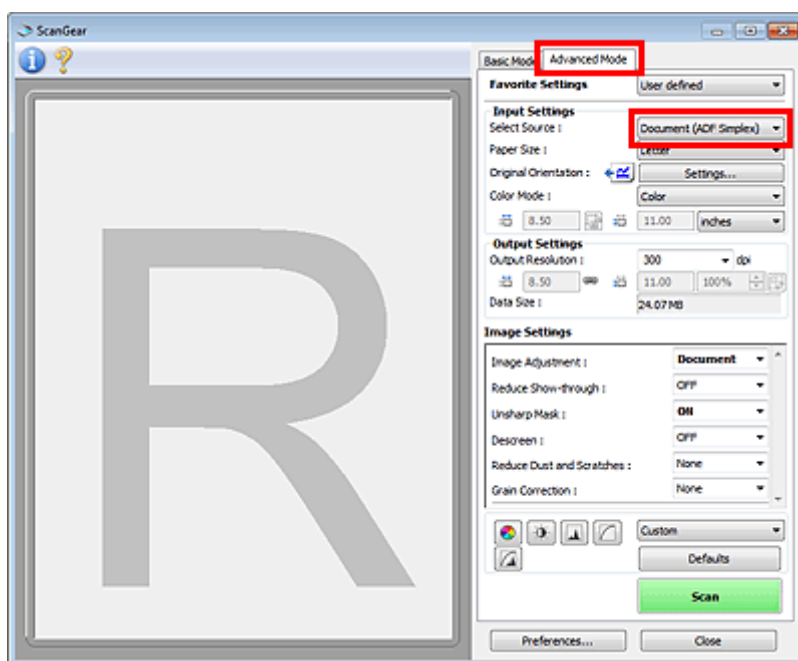 ScanGear
Basic Mode Advanced Mode
Favorite Settings User defined
Input Settings
Select Source : Document (ADF Simplex)
Paper Size : Letter
Original Orientation : Settings...
Color Mode : Color
8.50 11.00 inches
Output Settings
Output Resolution : 300 dpi
8.50 11.00 100%
Data Size : 24.07 MB
Image Settings
Image Adjustment : Document
Reduce Show-through : OFF
Unsharp Mask : ON
Descreen : OFF
Reduce Dust and Scratches : None
Grain Correction : None
Custom
Defaults
Scan
Preferences... Close
R